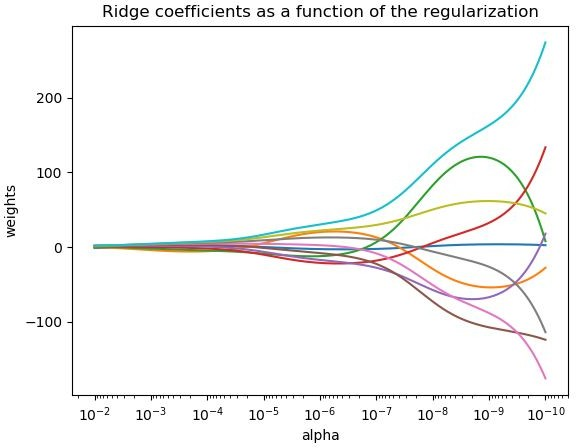 Ridge coefficients as a function of the regularization
weights
200
100
0
−100
10⁻² 10⁻³ 10⁻⁴ 10⁻⁵ 10⁻⁶ 10⁻⁷ 10⁻⁸ 10⁻⁹ 10⁻¹⁰
alpha